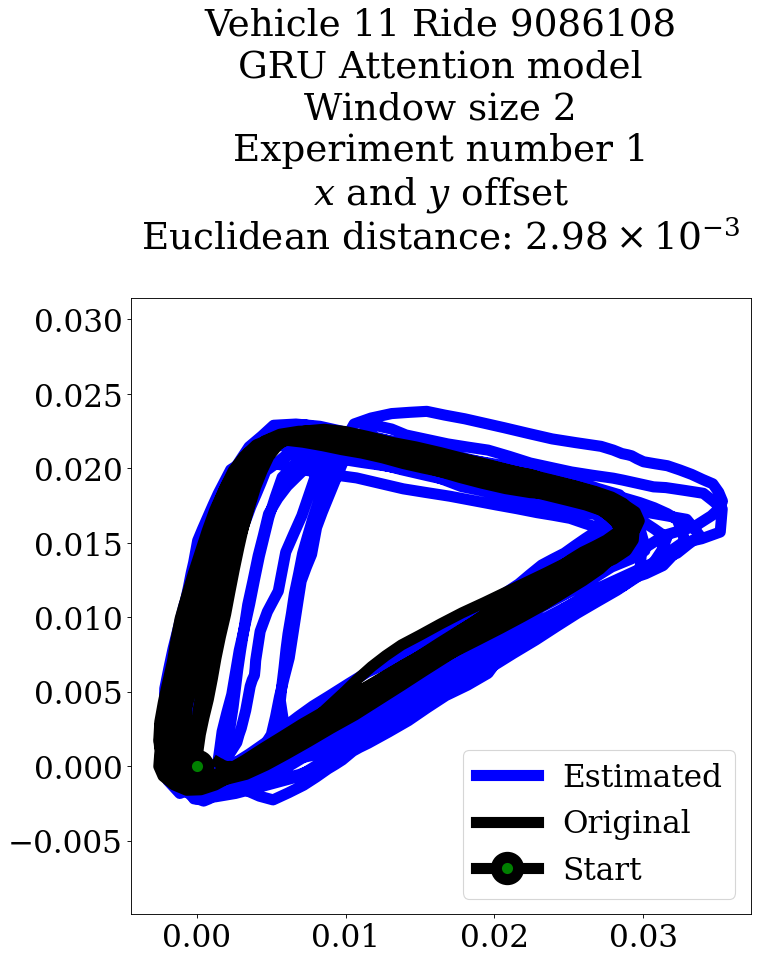 Vehicle 11 Ride 9086108
GRU Attention model
Window size 2
Experiment number 1
x and y offset
Euclidean distance: 2.98 × 10⁻³
0.030
0.025
0.020
0.015
0.010
0.005
0.000
−0.005
Estimated
Original
Start
0.00 0.01 0.02 0.03